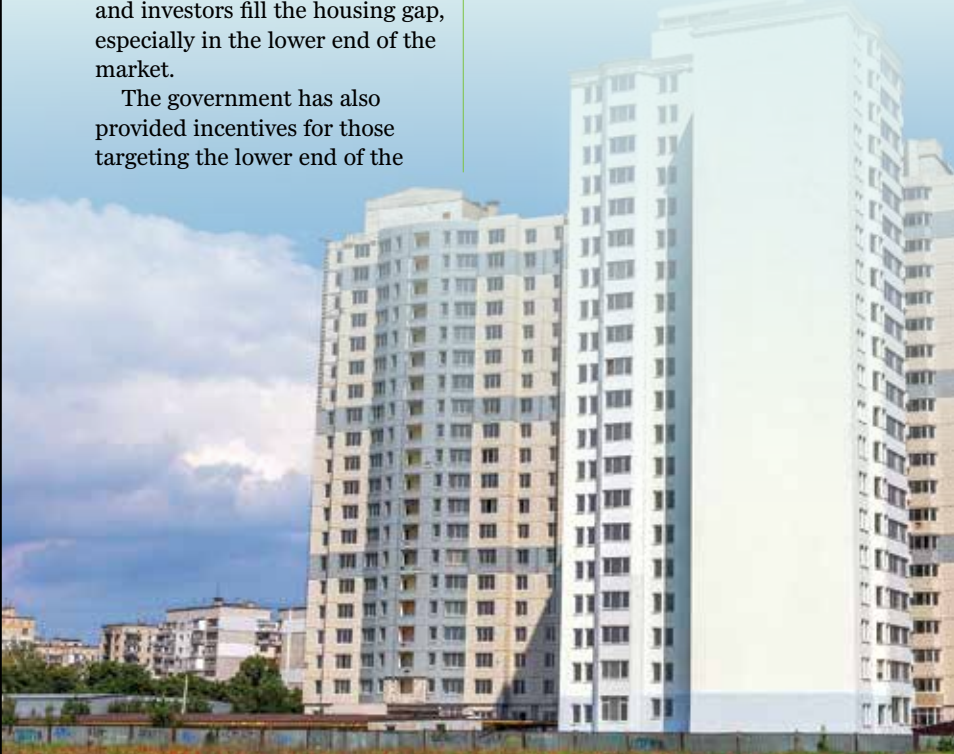 and investors fill the housing gap,
especially in the lower end of the
market.
The government has also
provided incentives for those
targeting the lower end of the